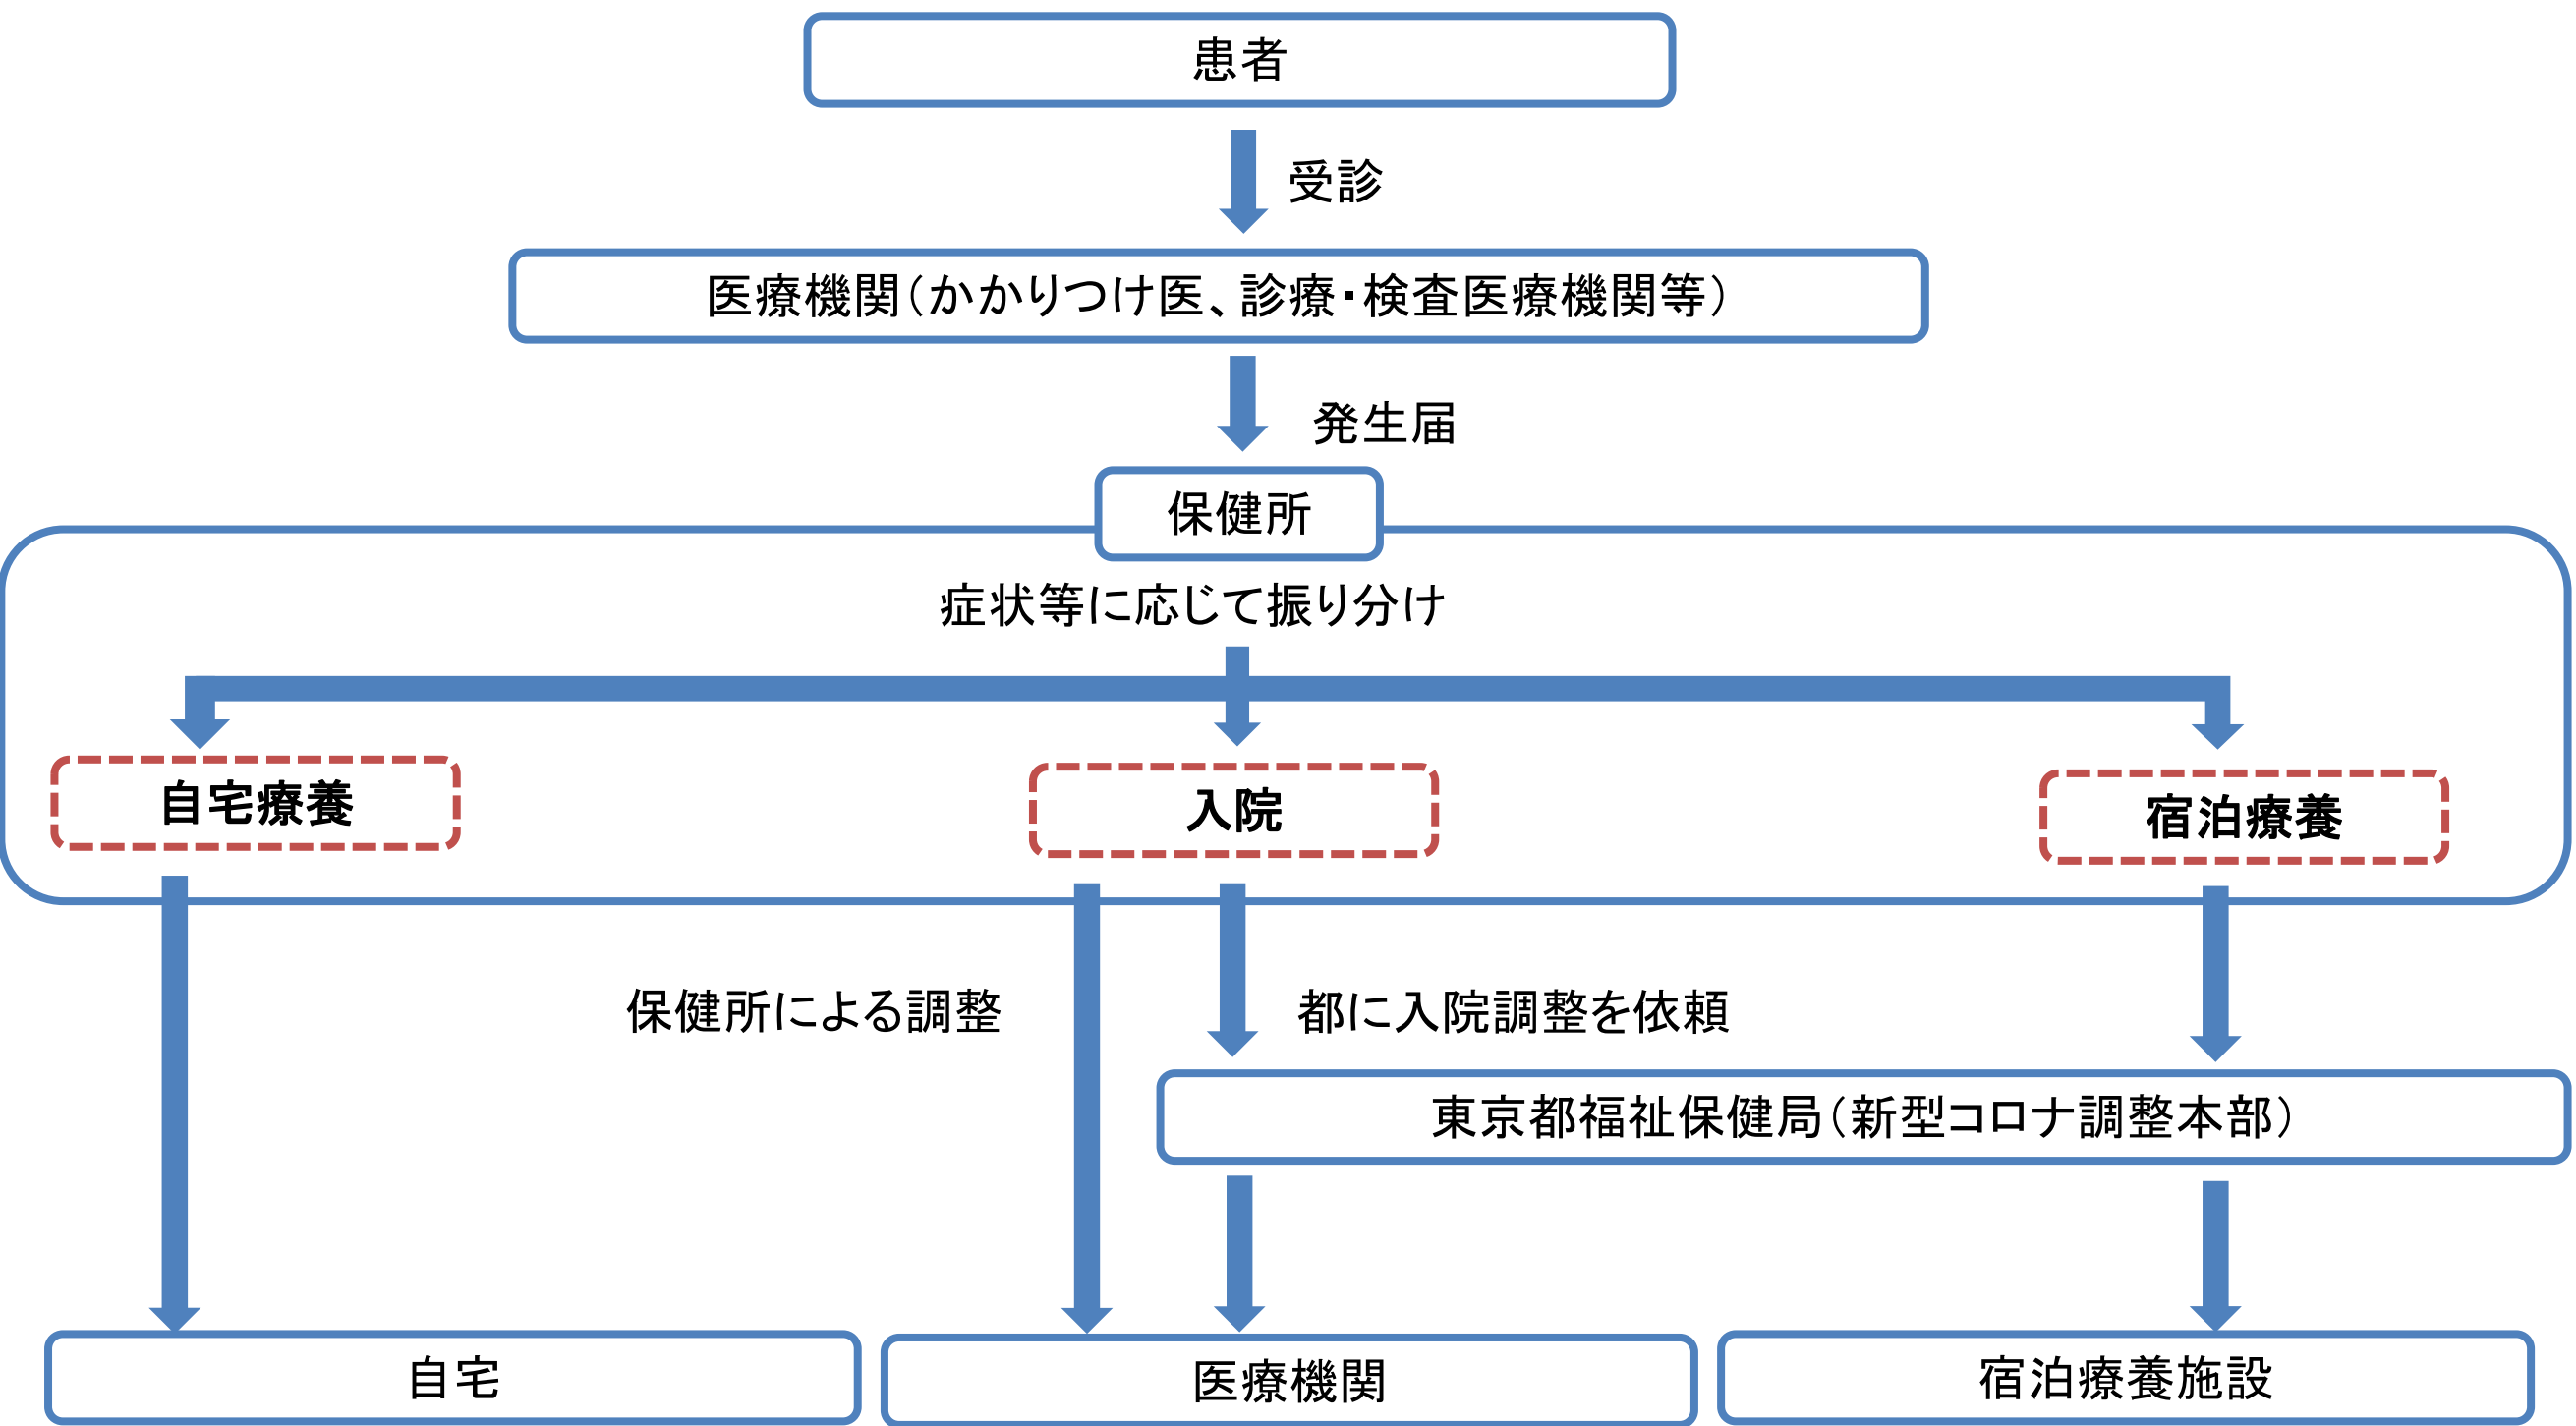 患者
受診
医療機関（かかりつけ医、診療・検査医療機関等）
発生届
保健所
症状等に応じて振り分け
自宅療養
入院
宿泊療養
保健所による調整
都に入院調整を依頼
東京都福祉保健局（新型コロナ調整本部）
自宅
医療機関
宿泊療養施設